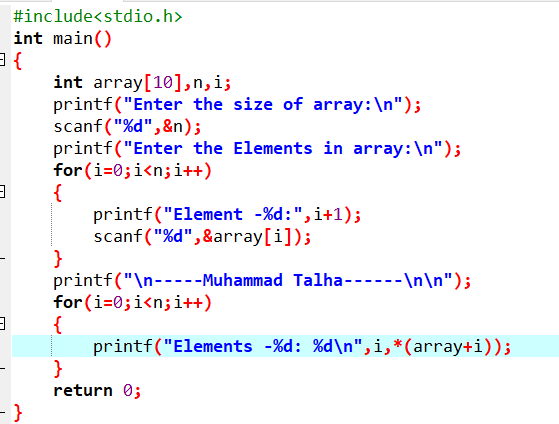 #include<stdio.h>
int main()
{
    int array[10],n,i;
    printf("Enter the size of array:\n");
    scanf("%d",&n);
    printf("Enter the Elements in array:\n");
    for(i=0;i<n;i++)
    {
        printf("Element -%d:",i+1);
        scanf("%d",&array[i]);
    }
    printf("\n-----Muhammad Talha------\n\n");
    for(i=0;i<n;i++)
    {
        printf("Elements -%d: %d\n",i,*(array+i));
    }
    return 0;
}